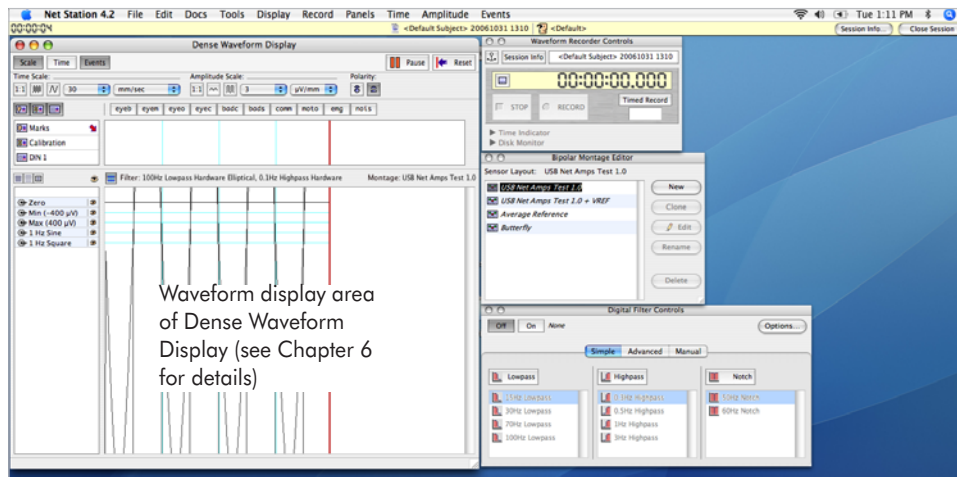 Net Station 4.2 File Edit Docs Tools Display Record Panels Time Amplitude Events Tue 1:11 PM
00:00:04 <Default Subject> 20061031 1310 <Default> Session Info... Close Session
Dense Waveform Display
Scale Time Events Pause Reset
Time Scale: Amplitude Scale: Polarity:
1:1 30 mm/sec 1:1 3 µV/mm
eyeb eyem eyeo eyec badc bads comm moto eng nois
Marks
Calibration
DIN 1
Filter: 100Hz Lowpass Hardware Elliptical, 0.1Hz Highpass Hardware Montage: USB Net Amps Test 1.0
Zero
Min (-400 µV)
Max (400 µV)
1 Hz Sine
1 Hz Square
Waveform display area
of Dense Waveform
Display (see Chapter 6
for details)
Waveform Recorder Controls
Session Info <Default Subject> 20061031 1310
00:00:00.000
STOP RECORD Timed Record
Time Indicator
Disk Monitor
Bipolar Montage Editor
Sensor Layout: USB Net Amps Test 1.0
USB Net Amps Test 1.0
USB Net Amps Test 1.0 + VREF
Average Reference
Butterfly
New
Clone
Edit
Rename
Delete
Digital Filter Controls
Off On None Options...
Simple Advanced Manual
Lowpass Highpass Notch
15Hz Lowpass 0.1Hz Highpass 50Hz Notch
30Hz Lowpass 0.5Hz Highpass 60Hz Notch
70Hz Lowpass 1Hz Highpass
100Hz Lowpass 3Hz Highpass